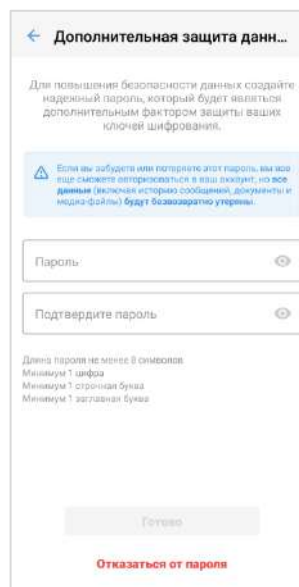 Дополнительная защита данн...
Для повышения безопасности данных создайте
надежный пароль, который будет являться
дополнительным фактором защиты ваших
ключей шифрования.
Если вы забудете или потеряете этот пароль, вы все
еще сможете авторизоваться в ваш аккаунт, но все
данные (включая историю сообщений, документы и
медиа-файлы) будут безвозвратно утеряны.
Пароль
Подтвердите пароль
Длина пароля не менее 8 символов
Минимум 1 цифра
Минимум 1 строчная буква
Минимум 1 заглавная буква
Готово
Отказаться от пароля